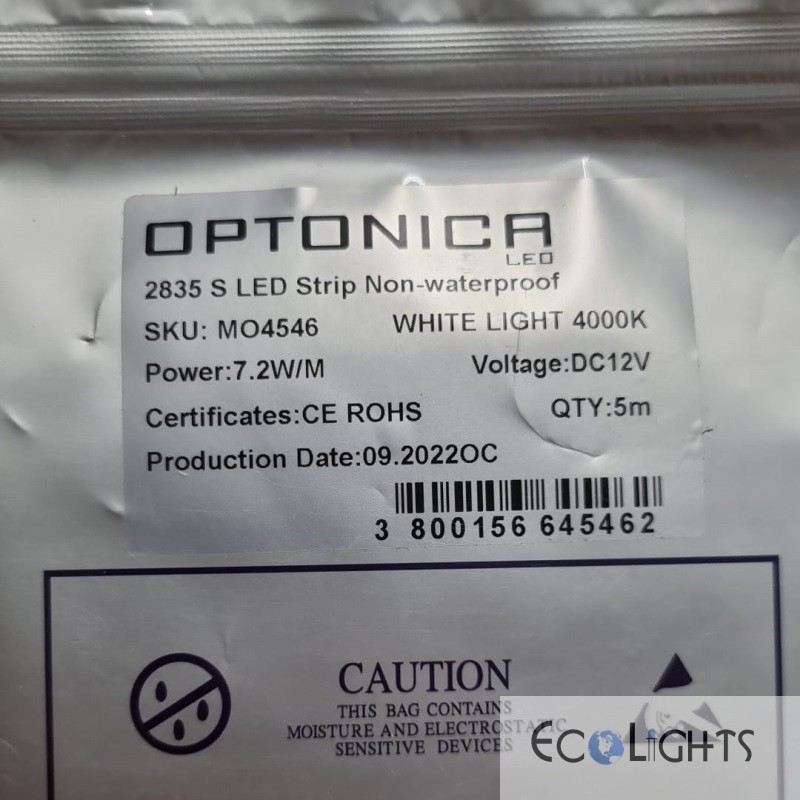 OPTONICA
LED
2835 S LED Strip Non-waterproof
SKU: MO4546 WHITE LIGHT 4000K
Power:7.2W/M Voltage:DC12V
Certificates:CE ROHS QTY:5m
Production Date:09.2022OC
3 800156 645462
CAUTION
THIS BAG CONTAINS
MOISTURE AND ELECTROSTATIC
SENSITIVE DEVICES
ECOLIGHTS